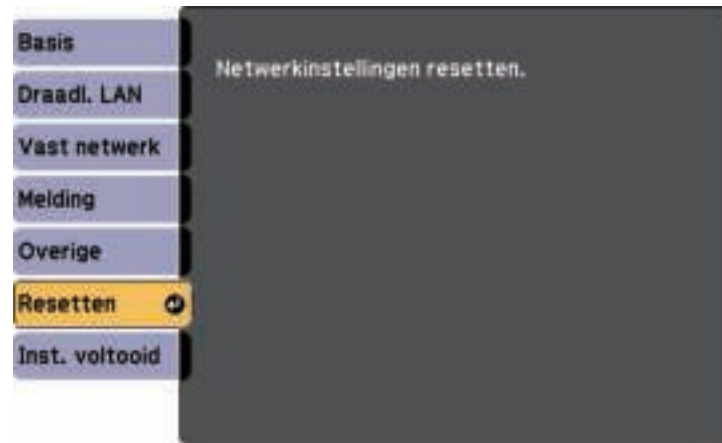 Basis
Netwerkinstellingen resetten.
Draadl. LAN
Vast netwerk
Melding
Overige
Resetten
Inst. voltooid